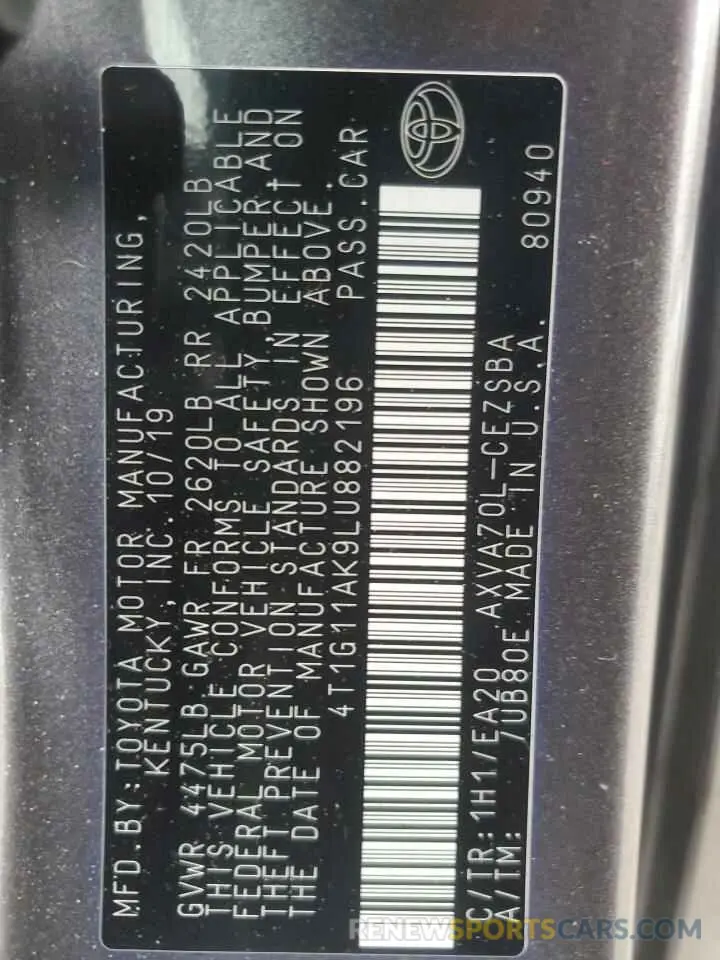 MFD.BY:TOYOTA MOTOR MANUFACTURING,
KENTUCKY, INC. 10/19
GVWR 4475LB GAWR FR 2620LB RR 2420LB
THIS VEHICLE CONFORMS TO ALL APPLICABLE
FEDERAL MOTOR VEHICLE SAFETY,BUMPER,AND
THEFT PREVENTION STANDARDS IN EFFECT ON
THE DATE OF MANUFACTURE SHOWN ABOVE.
4T1G11AK9LU882196 PASS.CAR
C/TR:1H1/EA20 AXVA70L-CEZSBA
A/TM: /UB80E MADE IN U.S.A. 80940
RENEWSPORTSCARS.COM